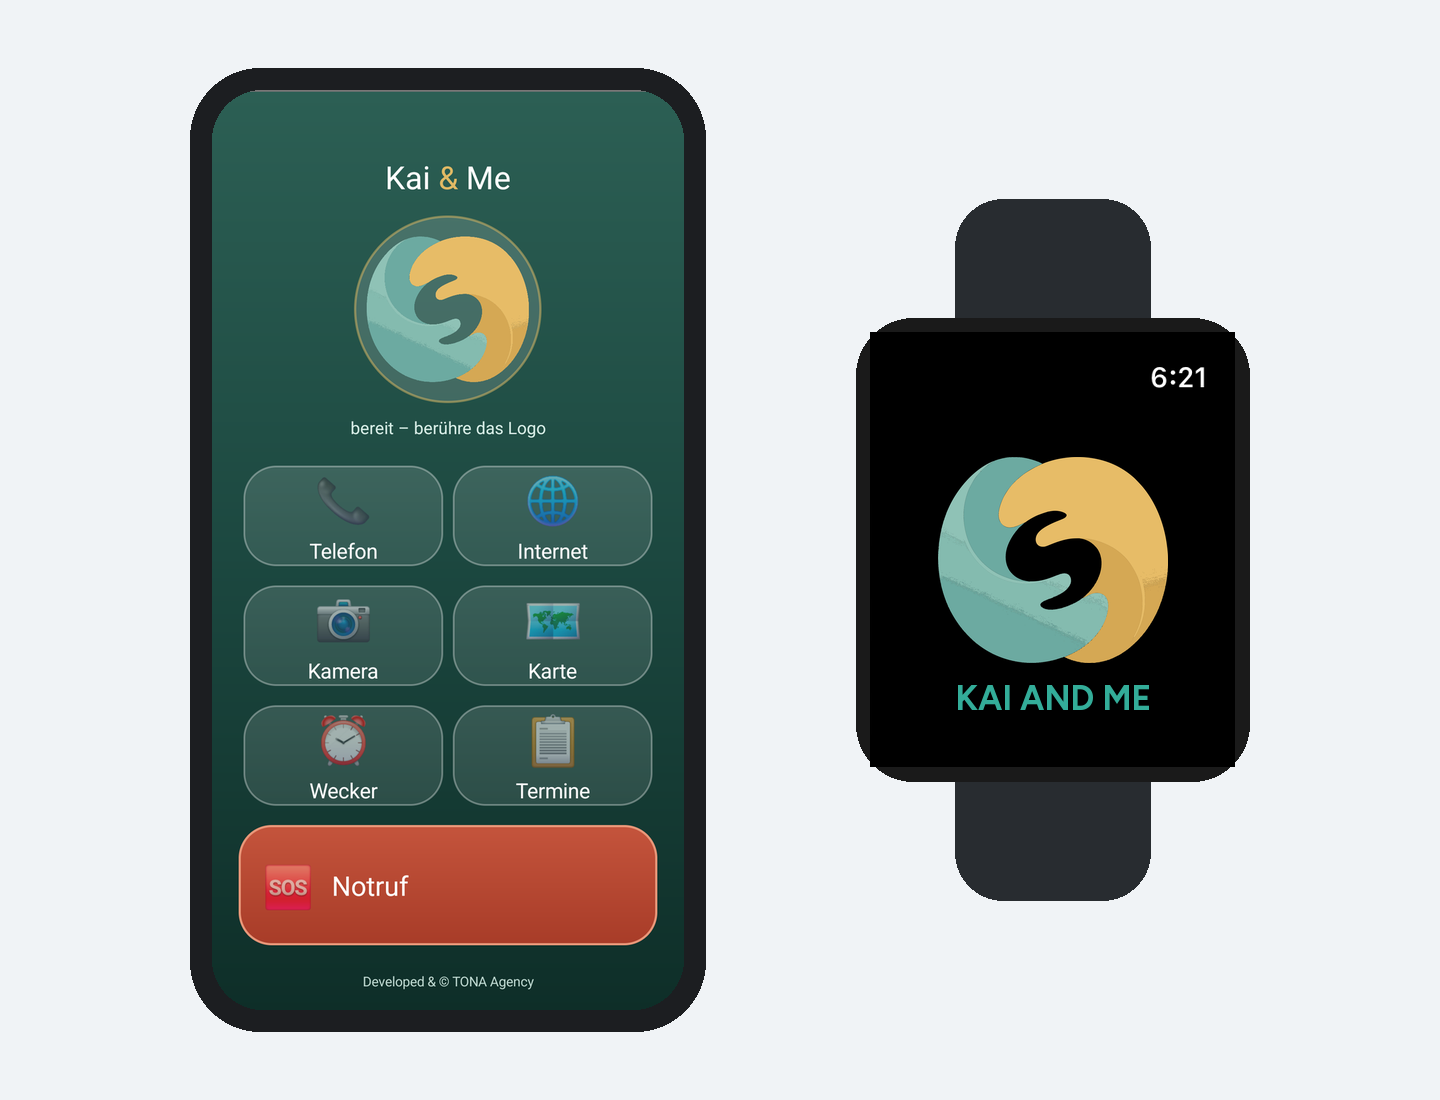 Kai & Me
bereit – berühre das Logo
Telefon
Internet
Kamera
Karte
Wecker
Termine
SOS
Notruf
Developed & © TONA Agency
6:21
KAI AND ME